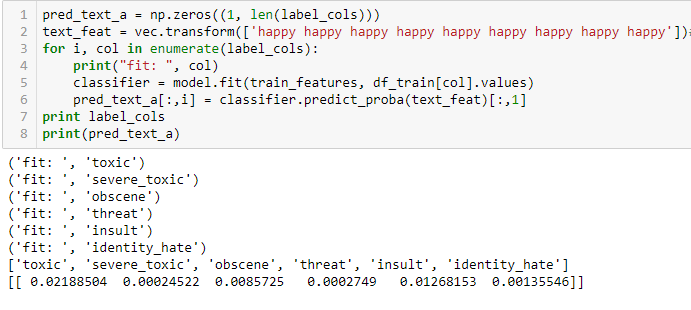 1 pred_text_a = np.zeros((1, len(label_cols)))
2 text_feat = vec.transform(['happy happy happy happy happy happy happy happy happy'])#
3 for i, col in enumerate(label_cols):
4     print("fit: ", col)
5     classifier = model.fit(train_features, df_train[col].values)
6     pred_text_a[:,i] = classifier.predict_proba(text_feat)[:,1]
7 print label_cols
8 print(pred_text_a)
('fit: ', 'toxic')
('fit: ', 'severe_toxic')
('fit: ', 'obscene')
('fit: ', 'threat')
('fit: ', 'insult')
('fit: ', 'identity_hate')
['toxic', 'severe_toxic', 'obscene', 'threat', 'insult', 'identity_hate']
[[ 0.02188504  0.00024522  0.0085725   0.0002749   0.01268153  0.00135546]]